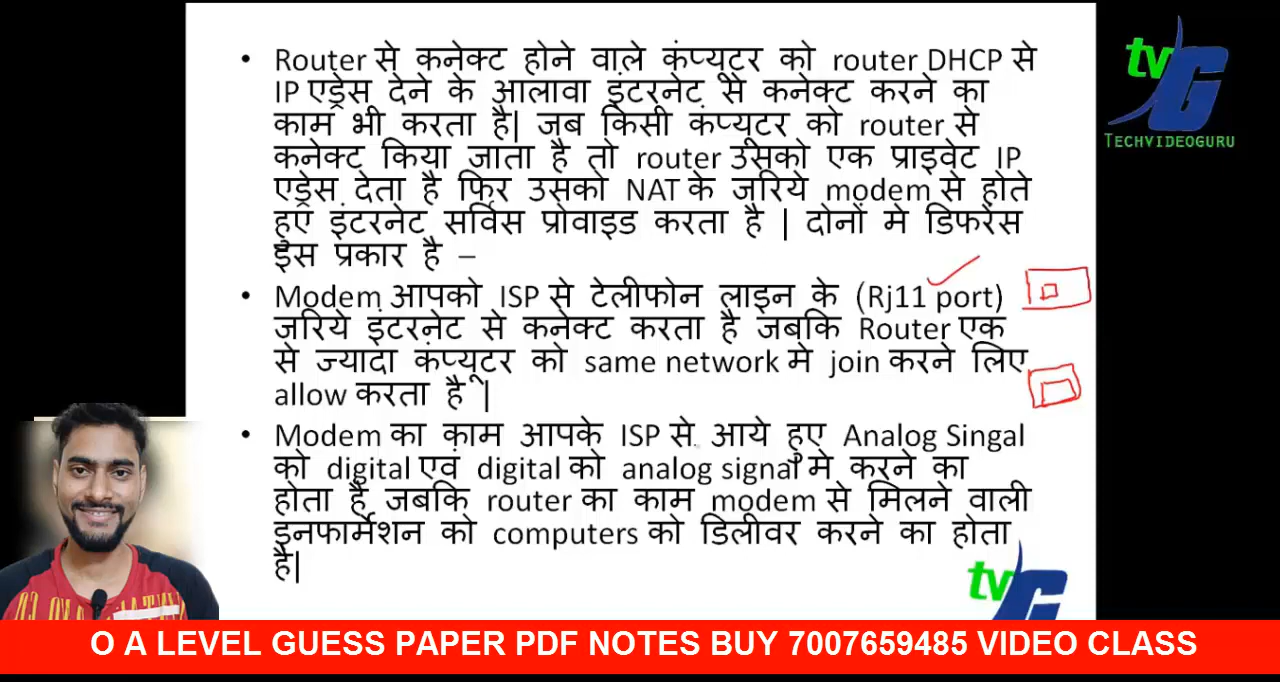 • Router से कनेक्ट होने वाले कंप्यूटर को router DHCP से
IP एड्रेस देने के आलावा इंटरनेट से कनेक्ट करने का
काम भी करता है| जब किसी कंप्यूटर को router से
कनेक्ट किया जाता है तो router उसको एक प्राइवेट IP
एड्रेस देता है फिर उसको NAT के जरिये modem से होते
हुए इंटरनेट सर्विस प्रोवाइड करता है | दोनों मे डिफरेंस
इस प्रकार है –
• Modem आपको ISP से टेलीफोन लाइन के (Rj11 port)
जरिये इंटरनेट से कनेक्ट करता है जबकि Router एक
से ज्यादा कंप्यूटर को same network मे join करने लिए
allow करता है |
• Modem का काम आपके ISP से आये हुए Analog Singal
को digital एवं digital को analog signal मे करने का
होता है जबकि router का काम modem से मिलने वाली
इनफार्मेशन को computers को डिलीवर करने का होता
है|
tvG
TECHVIDEOGURU
tvG
O A LEVEL GUESS PAPER PDF NOTES BUY 7007659485 VIDEO CLASS